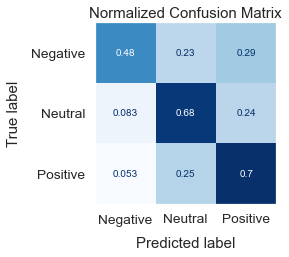 Normalized Confusion Matrix
True label
Negative 0.48 0.23 0.29
Neutral 0.083 0.68 0.24
Positive 0.053 0.25 0.7
Negative Neutral Positive
Predicted label